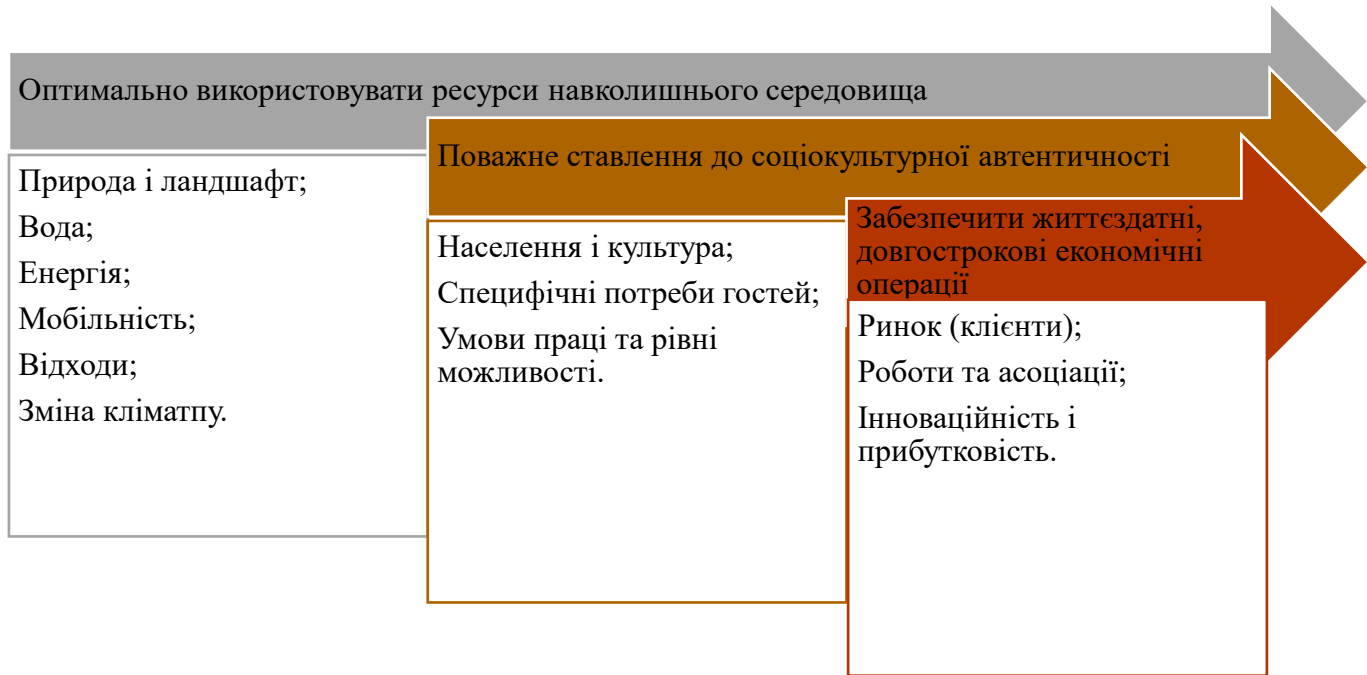 Оптимально використовувати ресурси навколишнього середовища
Природа і ландшафт;
Вода;
Енергія;
Мобільність;
Відходи;
Зміна кліматпу.
Поважне ставлення до соціокультурної автентичності
Населення і культура;
Специфічні потреби гостей;
Умови праці та рівні
можливості.
Забезпечити життєздатні,
довгострокові економічні
операції
Ринок (клієнти);
Роботи та асоціації;
Інноваційність і
прибутковість.